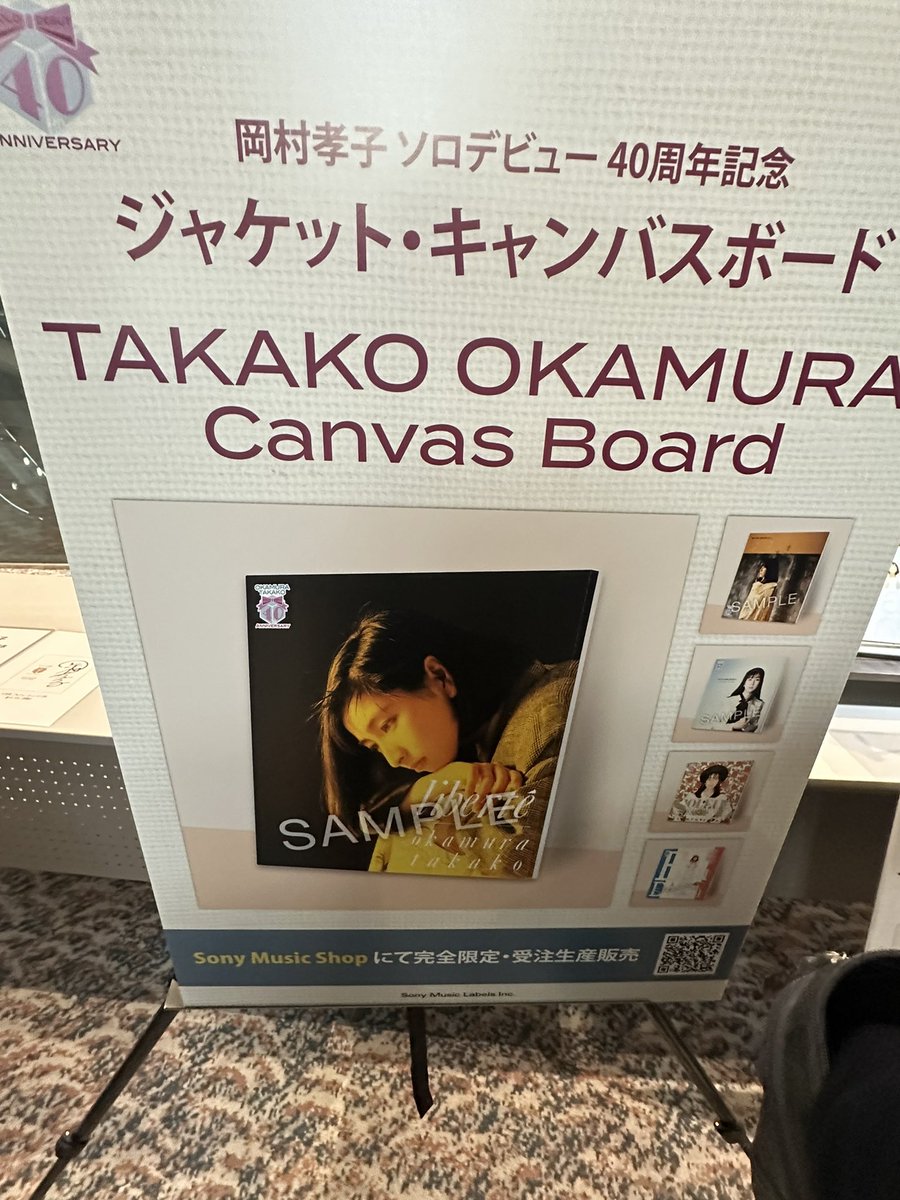 40
ANNIVERSARY
岡村孝子 ソロデビュー 40周年記念
ジャケット・キャンバスボード
TAKAKO OKAMURA
Canvas Board
OKAMURA
TAKAKO
40
ANNIVERSARY
liberté
SAMPLE
okamura
takako
SAMPLE
SAMPLE
Sony Music Shop にて完全限定・受注生産販売
Sony Music Labels Inc.